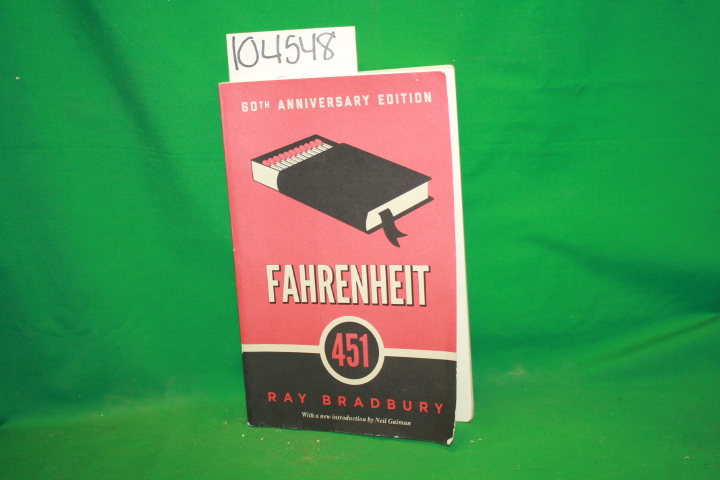 104548
60TH ANNIVERSARY EDITION
FAHRENHEIT
451
RAY BRADBURY
With a new introduction by Neil Gaiman